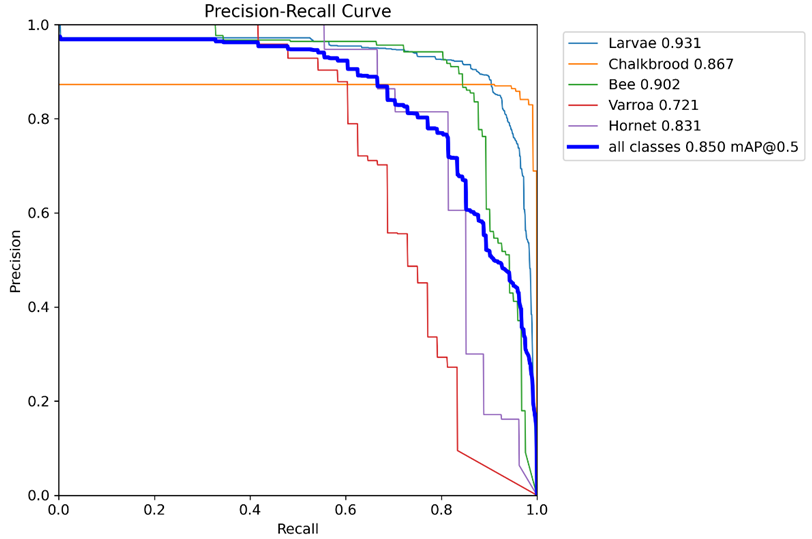 Precision-Recall Curve
1.0
0.8
0.6
0.4
0.2
0.0
Precision
0.0 0.2 0.4 0.6 0.8 1.0
Recall
Larvae 0.931
Chalkbrood 0.867
Bee 0.902
Varroa 0.721
Hornet 0.831
all classes 0.850 mAP@0.5